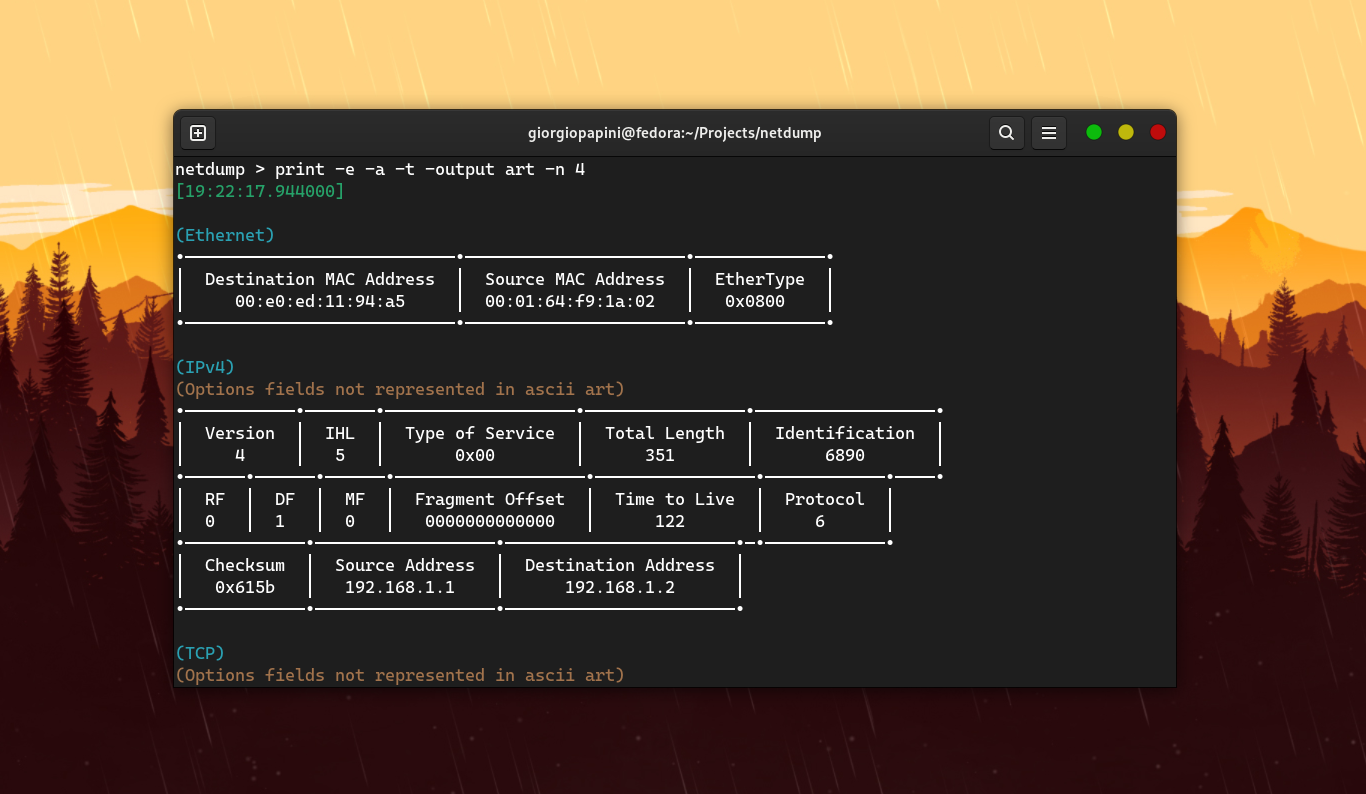 giorgiopapini@fedora:~/Projects/netdump
netdump > print -e -a -t -output art -n 4
[19:22:17.944000]
(Ethernet)
Destination MAC Address Source MAC Address EtherType
00:e0:ed:11:94:a5 00:01:64:f9:1a:02 0x0800
(IPv4)
(Options fields not represented in ascii art)
Version IHL Type of Service Total Length Identification
4 5 0x00 351 6890
RF DF MF Fragment Offset Time to Live Protocol
0 1 0 0000000000000 122 6
Checksum Source Address Destination Address
0x615b 192.168.1.1 192.168.1.2
(TCP)
(Options fields not represented in ascii art)